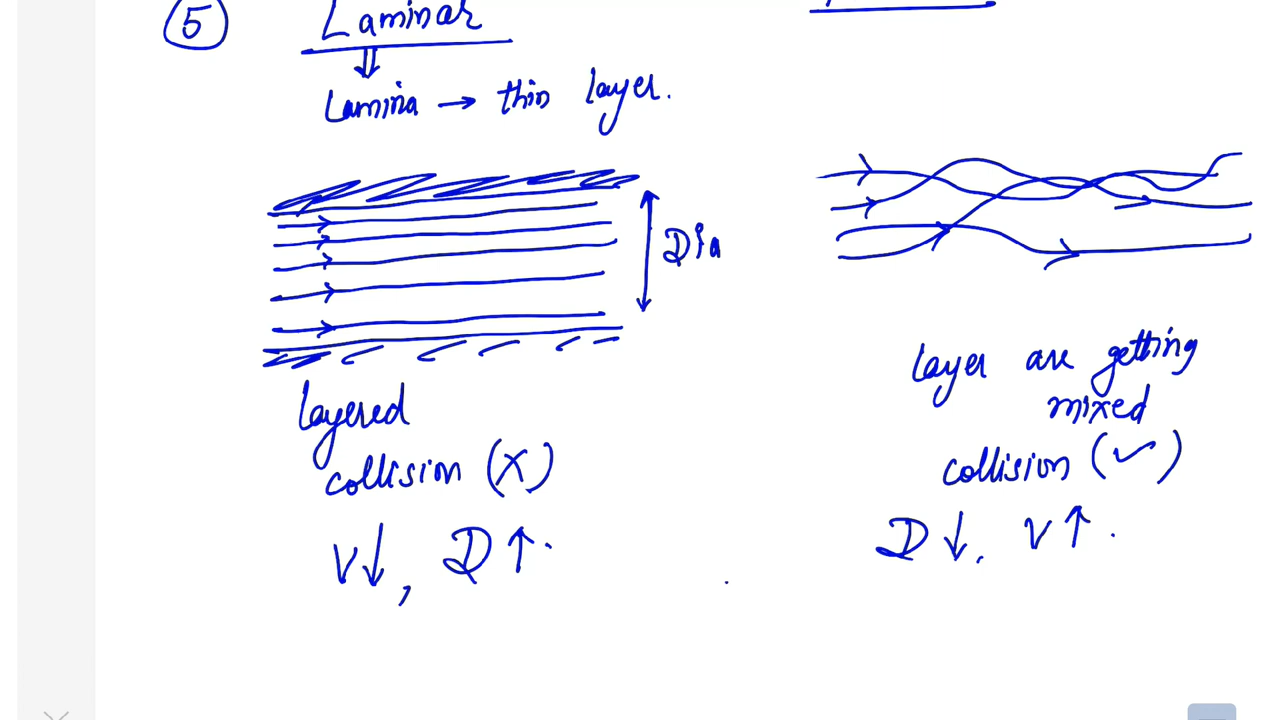 5 Laminar
⇓
Lamina → thin layer.
Dia
layered
collision (X)
V↓, D↑.
layer are getting
mixed
collision (✓)
D↓, V↑.